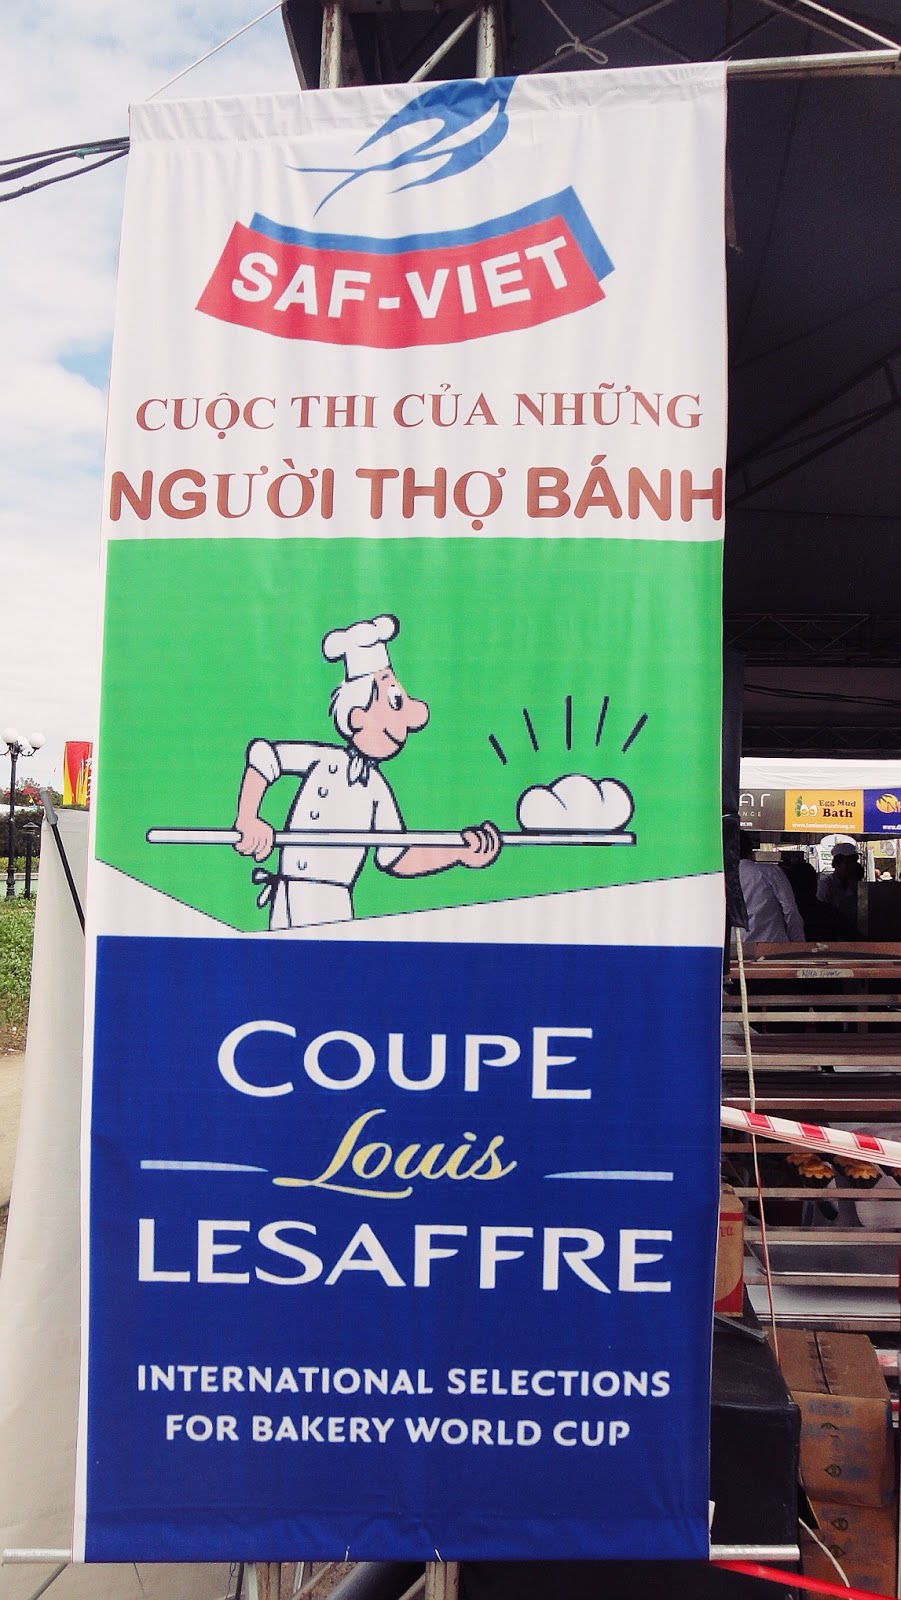 SAF-VIET
CUỘC THI CỦA NHỮNG
NGƯỜI THỢ BÁNH
COUPE
Louis
LESAFFRE
INTERNATIONAL SELECTIONS
FOR BAKERY WORLD CUP
Egg Mud
Bath